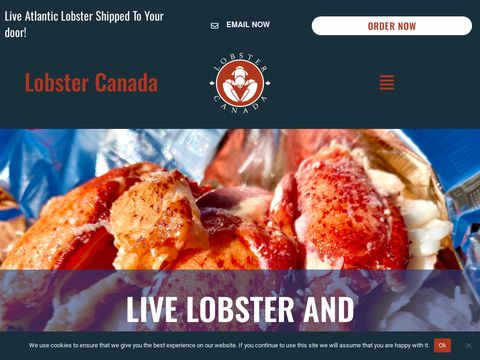 Live Atlantic Lobster Shipped To Your
door!
EMAIL NOW
ORDER NOW
Lobster Canada
LOBSTER
CANADA
LIVE LOBSTER AND
We use cookies to ensure that we give you the best experience on our website. If you continue to use this site we will assume that you are happy with it.
Ok